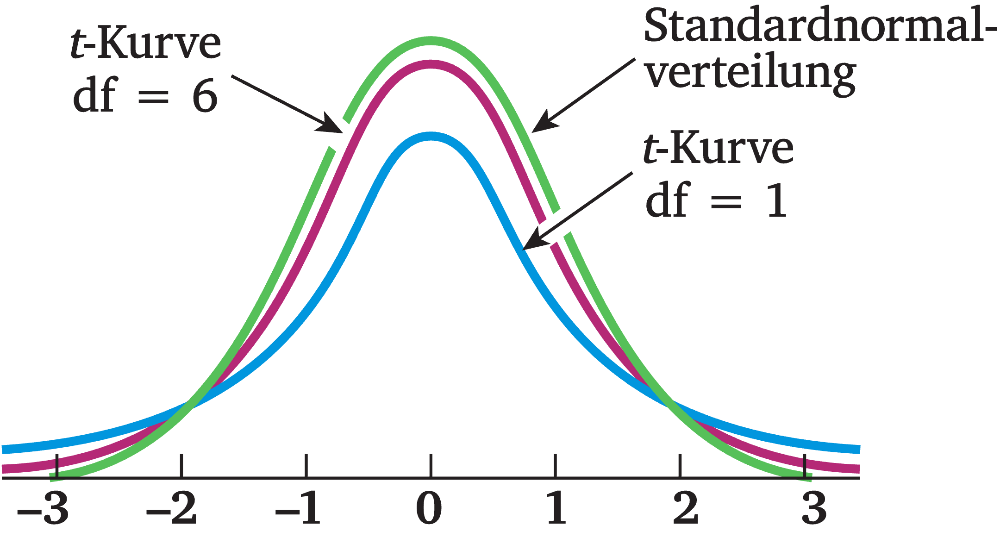 t-Kurve
df = 6
Standardnormal-
verteilung
t-Kurve
df = 1
–3 –2 –1 0 1 2 3